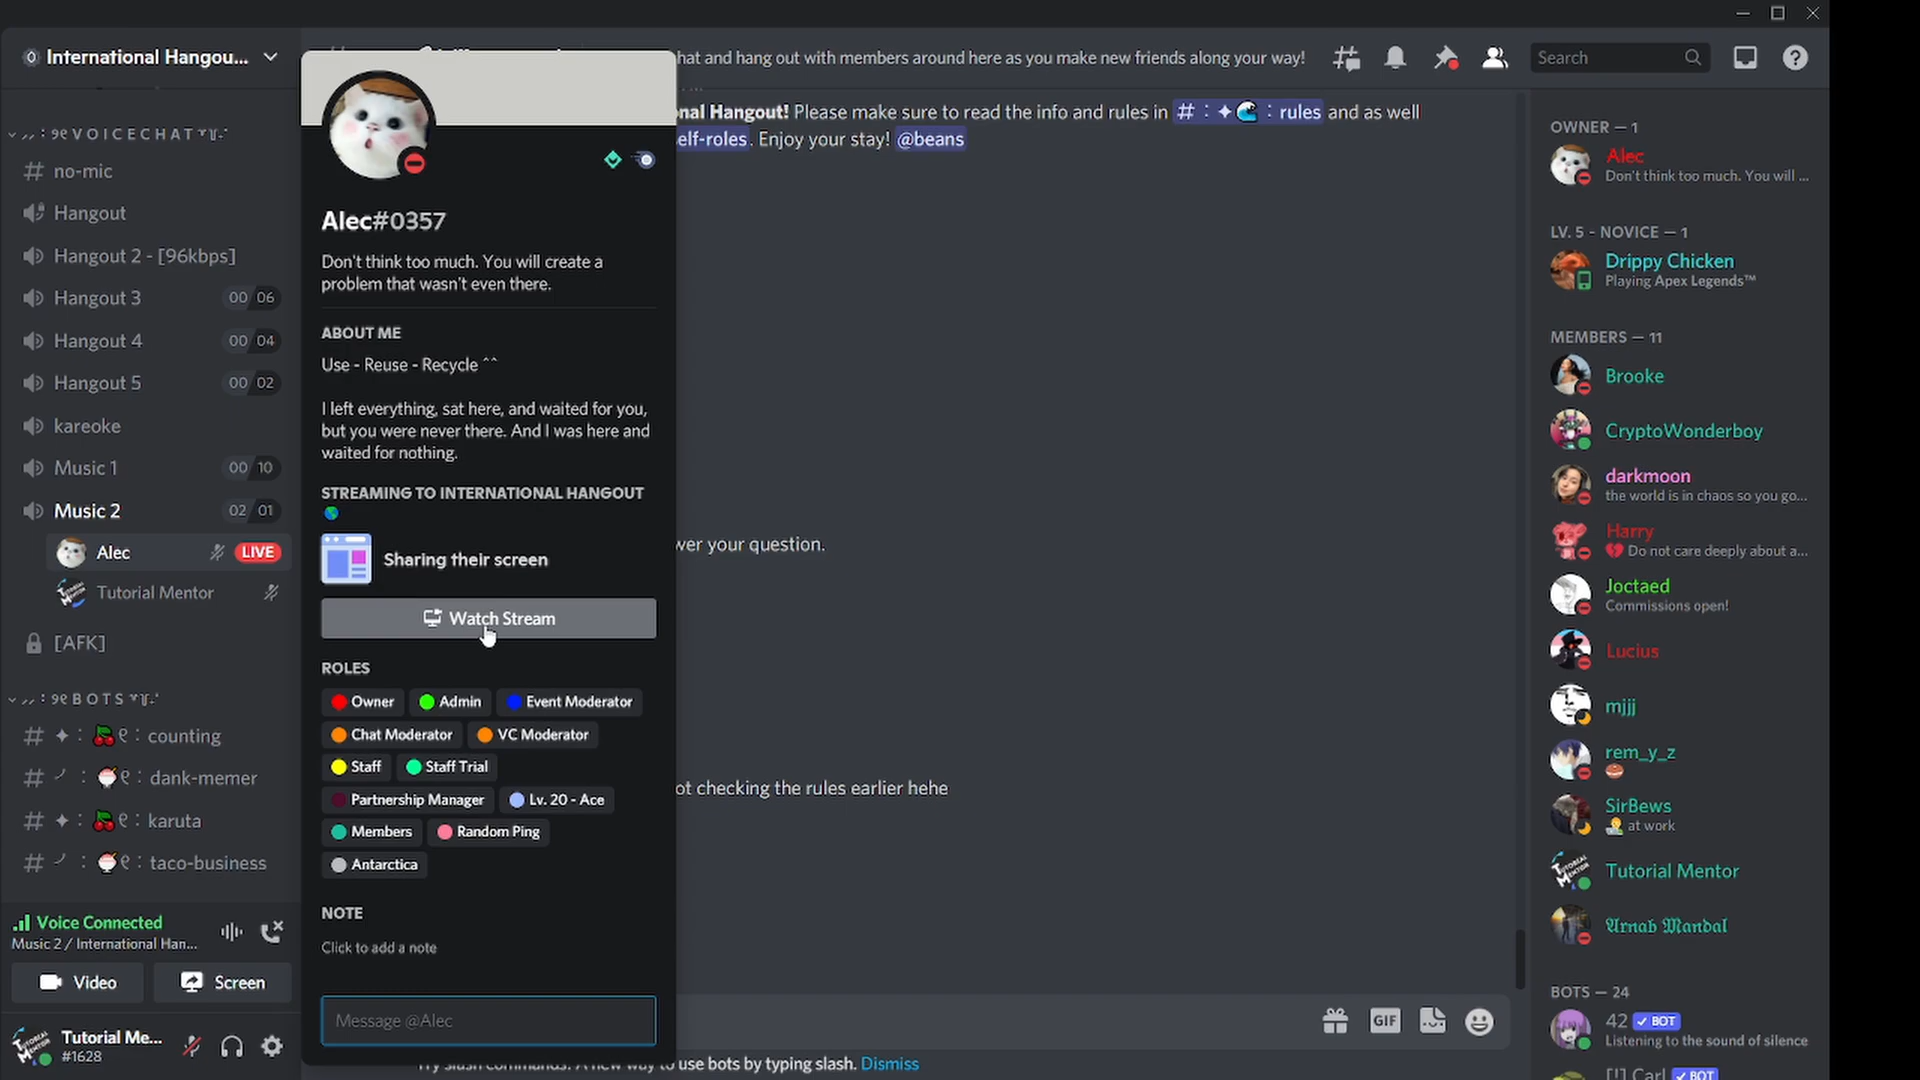 International Hangou...
VOICECHAT
no-mic
Hangout
Hangout 2 - [96kbps]
Hangout 3 00 06
Hangout 4 00 04
Hangout 5 00 02
kareoke
Music 1 00 10
Music 2 02 01
Alec LIVE
Tutorial Mentor
[AFK]
BOTS
counting
dank-memer
karuta
taco-business
Voice Connected
Music 2 / International Han...
Video Screen
Tutorial Me...
#1628
Alec#0357
Don't think too much. You will create a
problem that wasn't even there.
ABOUT ME
Use - Reuse - Recycle ^^
I left everything, sat here, and waited for you,
but you were never there. And I was here and
waited for nothing.
STREAMING TO INTERNATIONAL HANGOUT
Sharing their screen
Watch Stream
ROLES
Owner Admin Event Moderator
Chat Moderator VC Moderator
Staff Staff Trial
Partnership Manager Lv. 20 - Ace
Members Random Ping
Antarctica
NOTE
Click to add a note
Message @Alec
hat and hang out with members around here as you make new friends along your way!
Search
nal Hangout! Please make sure to read the info and rules in # : ✦🌊 : rules and as well
elf-roles. Enjoy your stay! @beans
wer your question.
ot checking the rules earlier hehe
GIF
use bots by typing slash. Dismiss
OWNER — 1
Alec
Don't think too much. You will ...
LV. 5 - NOVICE — 1
Drippy Chicken
Playing Apex Legends™
MEMBERS — 11
Brooke
CryptoWonderboy
darkmoon
the world is in chaos so you go...
Harry
💔 Do not care deeply about a...
Joctaed
Commissions open!
Lucius
mjjj
rem_y_z
SirBews
at work
Tutorial Mentor
𝔄𝔯𝔫𝔞𝔟 𝔐𝔞𝔫𝔡𝔞𝔩
BOTS — 24
42 ✓ BOT
Listening to the sound of silence
[!] Carl ✓ BOT